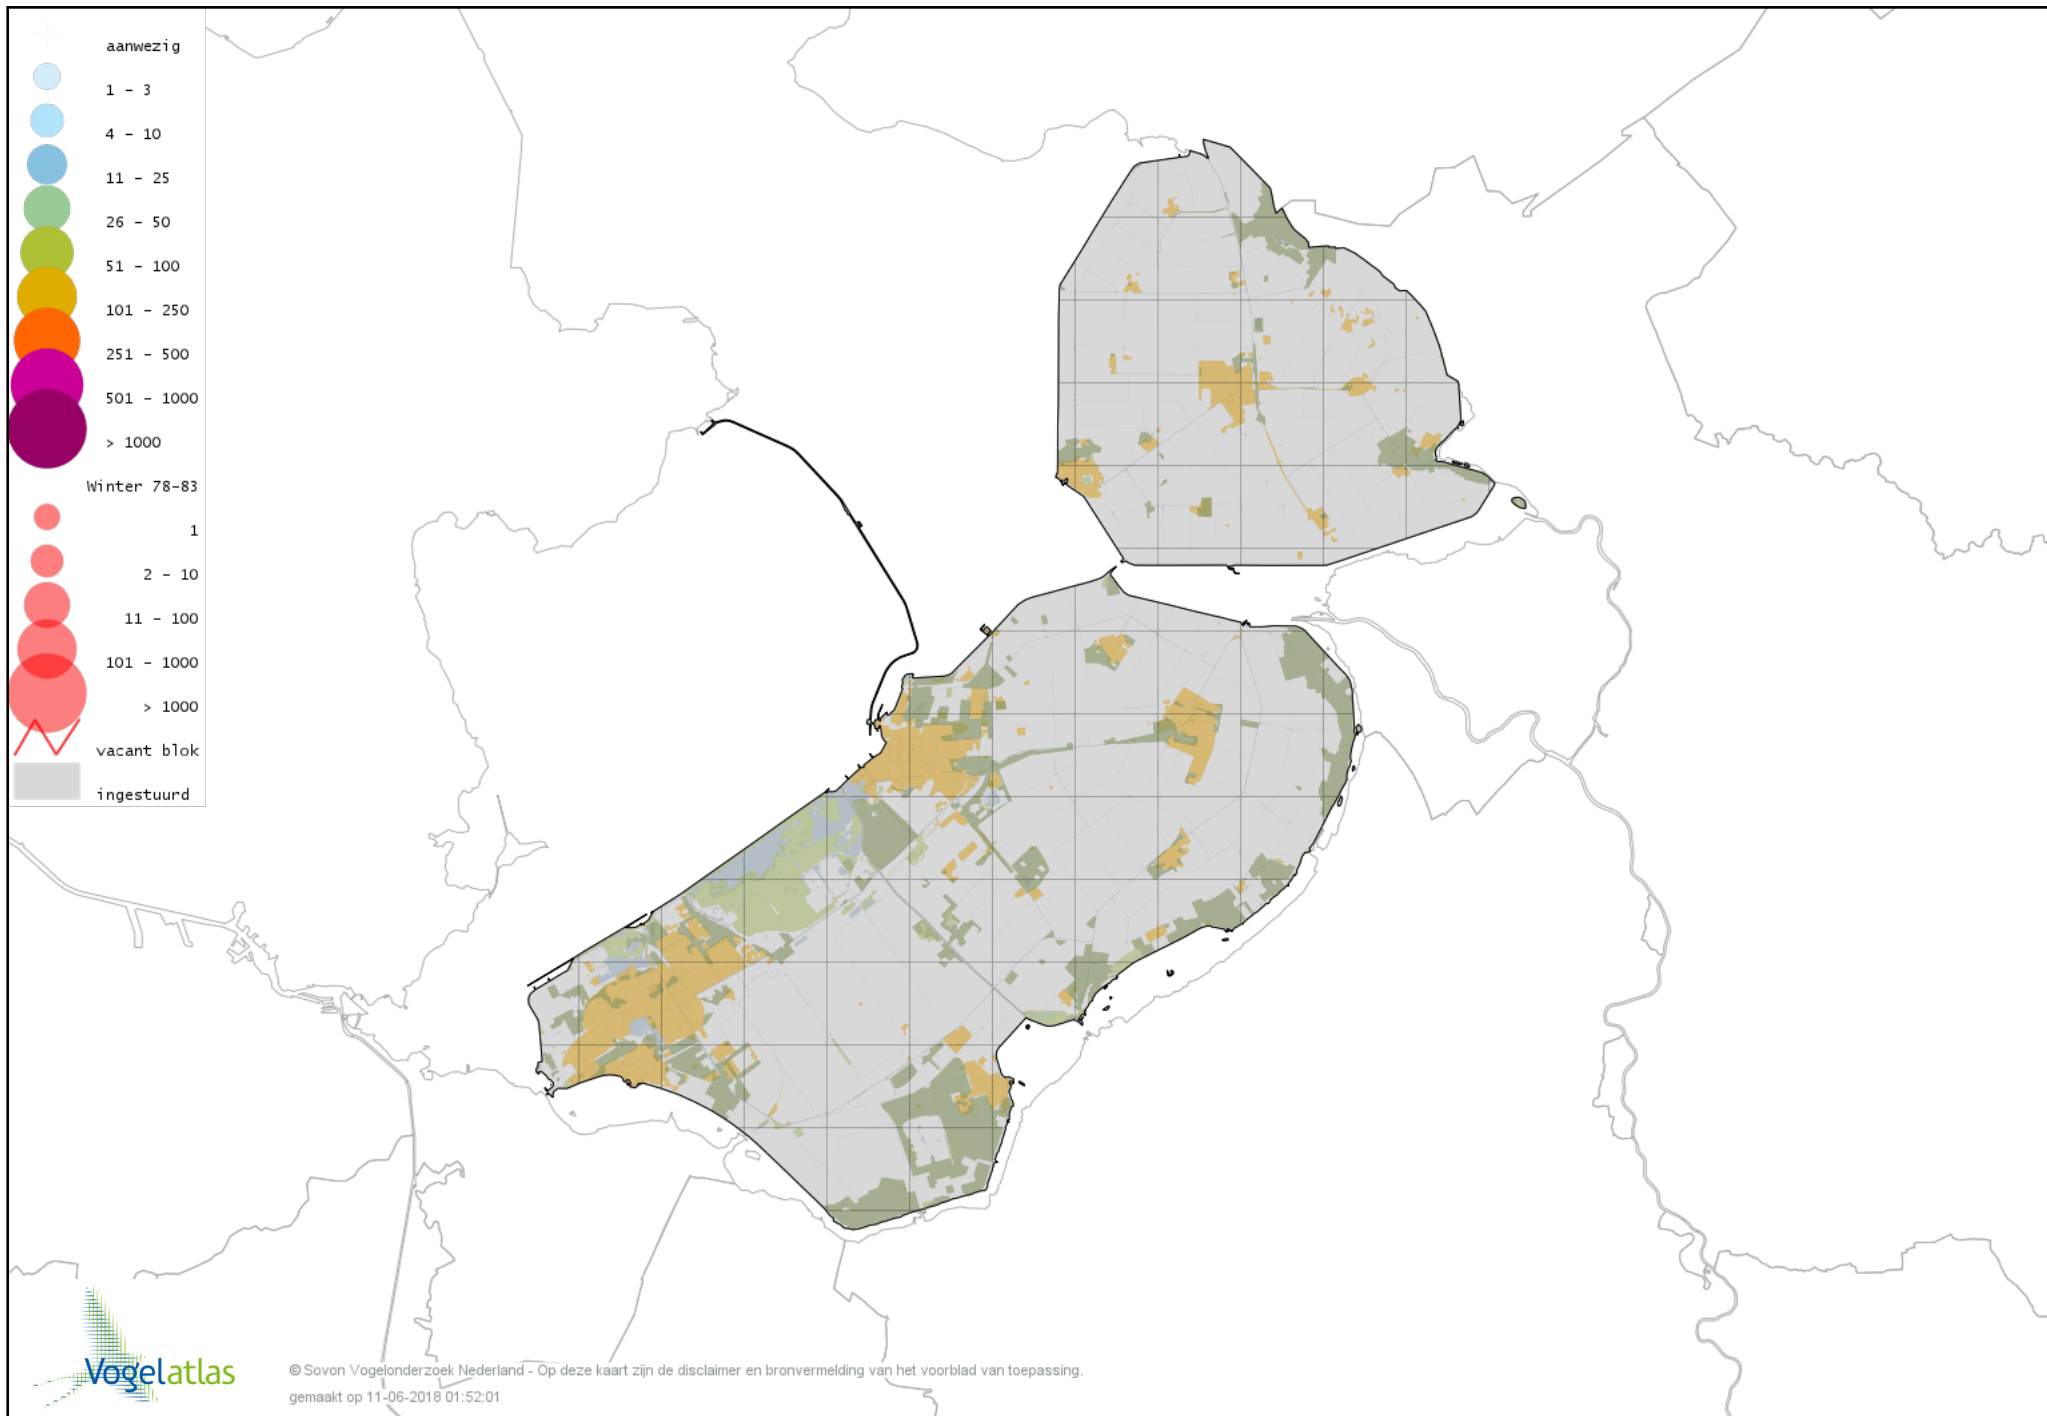 aanwezig
1 - 3
4 - 10
11 - 25
26 - 50
51 - 100
101 - 250
251 - 500
501 - 1000
> 1000
Winter 78-83
1
2 - 10
11 - 100
101 - 1000
> 1000
vacant blok
ingestuurd
Vogelatlas
© Sovon Vogelonderzoek Nederland - Op deze kaart zijn de disclaimer en bronvermelding van het voorblad van toepassing.
gemaakt op 11-06-2018 01:52:01